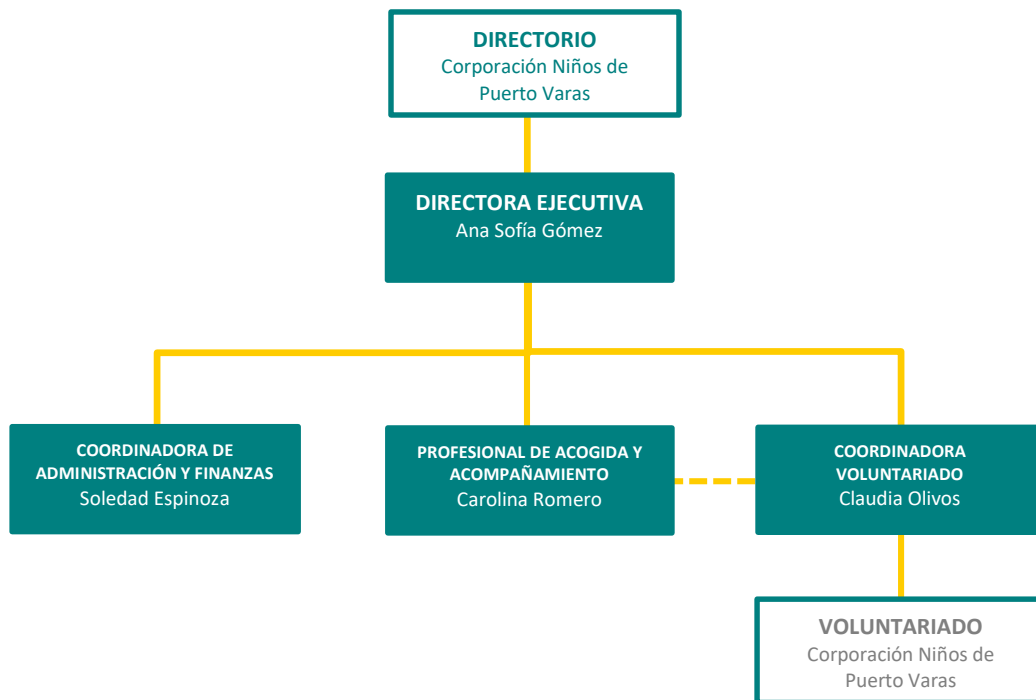 DIRECTORIO
Corporación Niños de
Puerto Varas
DIRECTORA EJECUTIVA
Ana Sofía Gómez
COORDINADORA DE
ADMINISTRACIÓN Y FINANZAS
Soledad Espinoza
PROFESIONAL DE ACOGIDA Y
ACOMPAÑAMIENTO
Carolina Romero
COORDINADORA
VOLUNTARIADO
Claudia Olivos
VOLUNTARIADO
Corporación Niños de
Puerto Varas